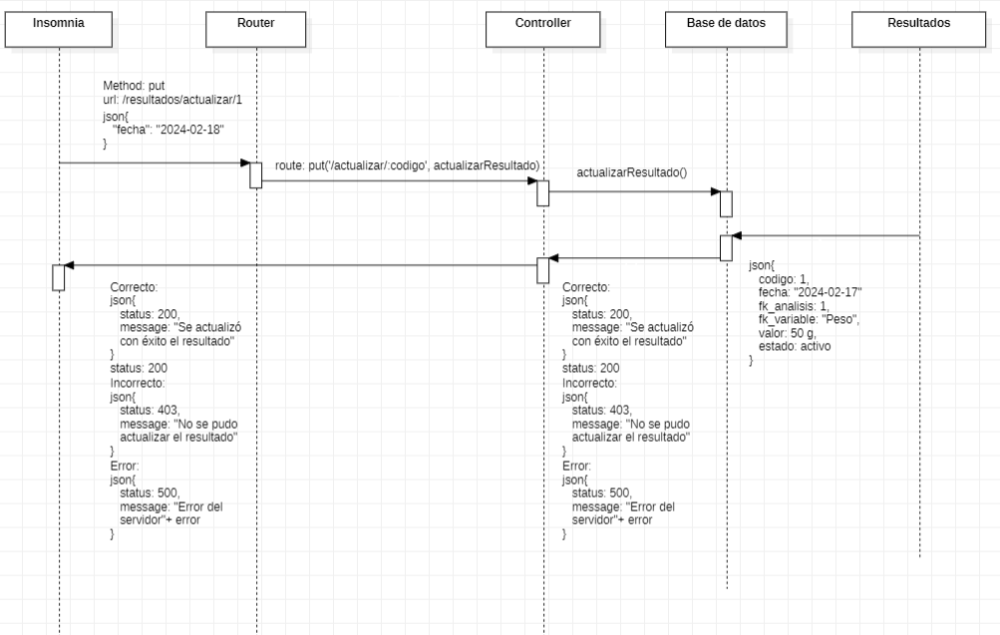 Insomnia
Router
Controller
Base de datos
Resultados
Method: put
url: /resultados/actualizar/1
json{
"fecha": "2024-02-18"
}
route: put('/actualizar/:codigo', actualizarResultado)
actualizarResultado()
json{
codigo: 1,
fecha: "2024-02-17"
fk_analisis: 1,
fk_variable: "Peso",
valor: 50 g,
estado: activo
}
Correcto:
json{
status: 200,
message: "Se actualizó
con éxito el resultado"
}
status: 200
Incorrecto:
json{
status: 403,
message: "No se pudo
actualizar el resultado"
}
Error:
json{
status: 500,
message: "Error del
servidor"+ error
}
Correcto:
json{
status: 200,
message: "Se actualizó
con éxito el resultado"
}
status: 200
Incorrecto:
json{
status: 403,
message: "No se pudo
actualizar el resultado"
}
Error:
json{
status: 500,
message: "Error del
servidor"+ error
}